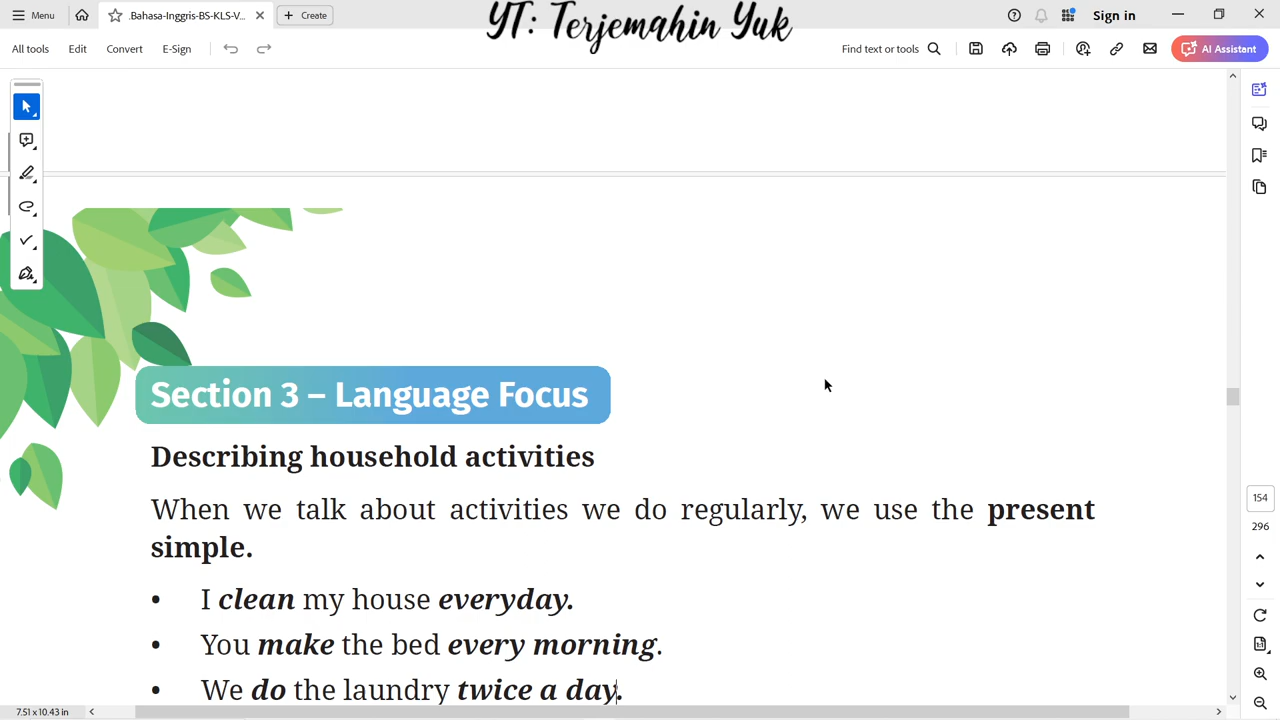 Menu
.Bahasa-Inggris-BS-KLS-V...
Create
YT: Terjemahin Yuk
Sign in
All tools
Edit
Convert
E-Sign
Find text or tools
AI Assistant
Section 3 – Language Focus
Describing household activities
When we talk about activities we do regularly, we use the present
simple.
• I clean my house everyday.
• You make the bed every morning.
• We do the laundry twice a day.
154
296
7.51 x 10.43 in